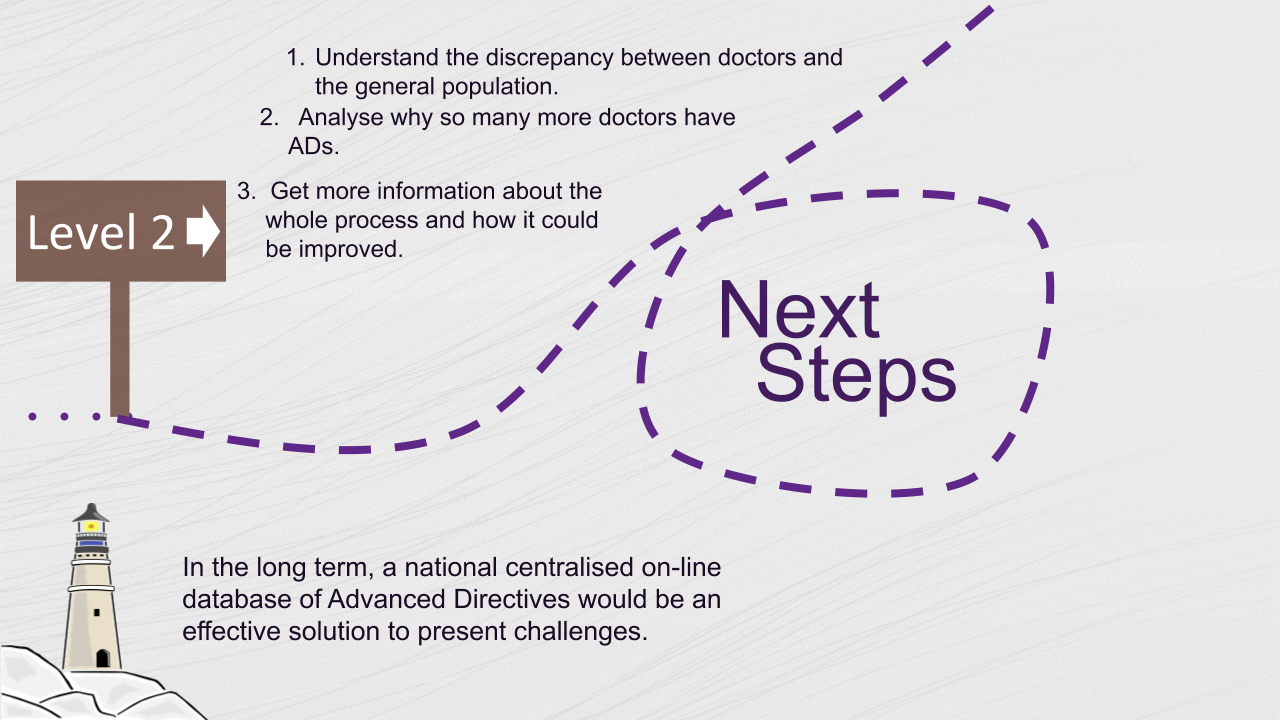 1. Understand the discrepancy between doctors and
the general population.
2. Analyse why so many more doctors have
ADs.
3. Get more information about the
whole process and how it could
be improved.
Level 2
Next
Steps
In the long term, a national centralised on-line
database of Advanced Directives would be an
effective solution to present challenges.